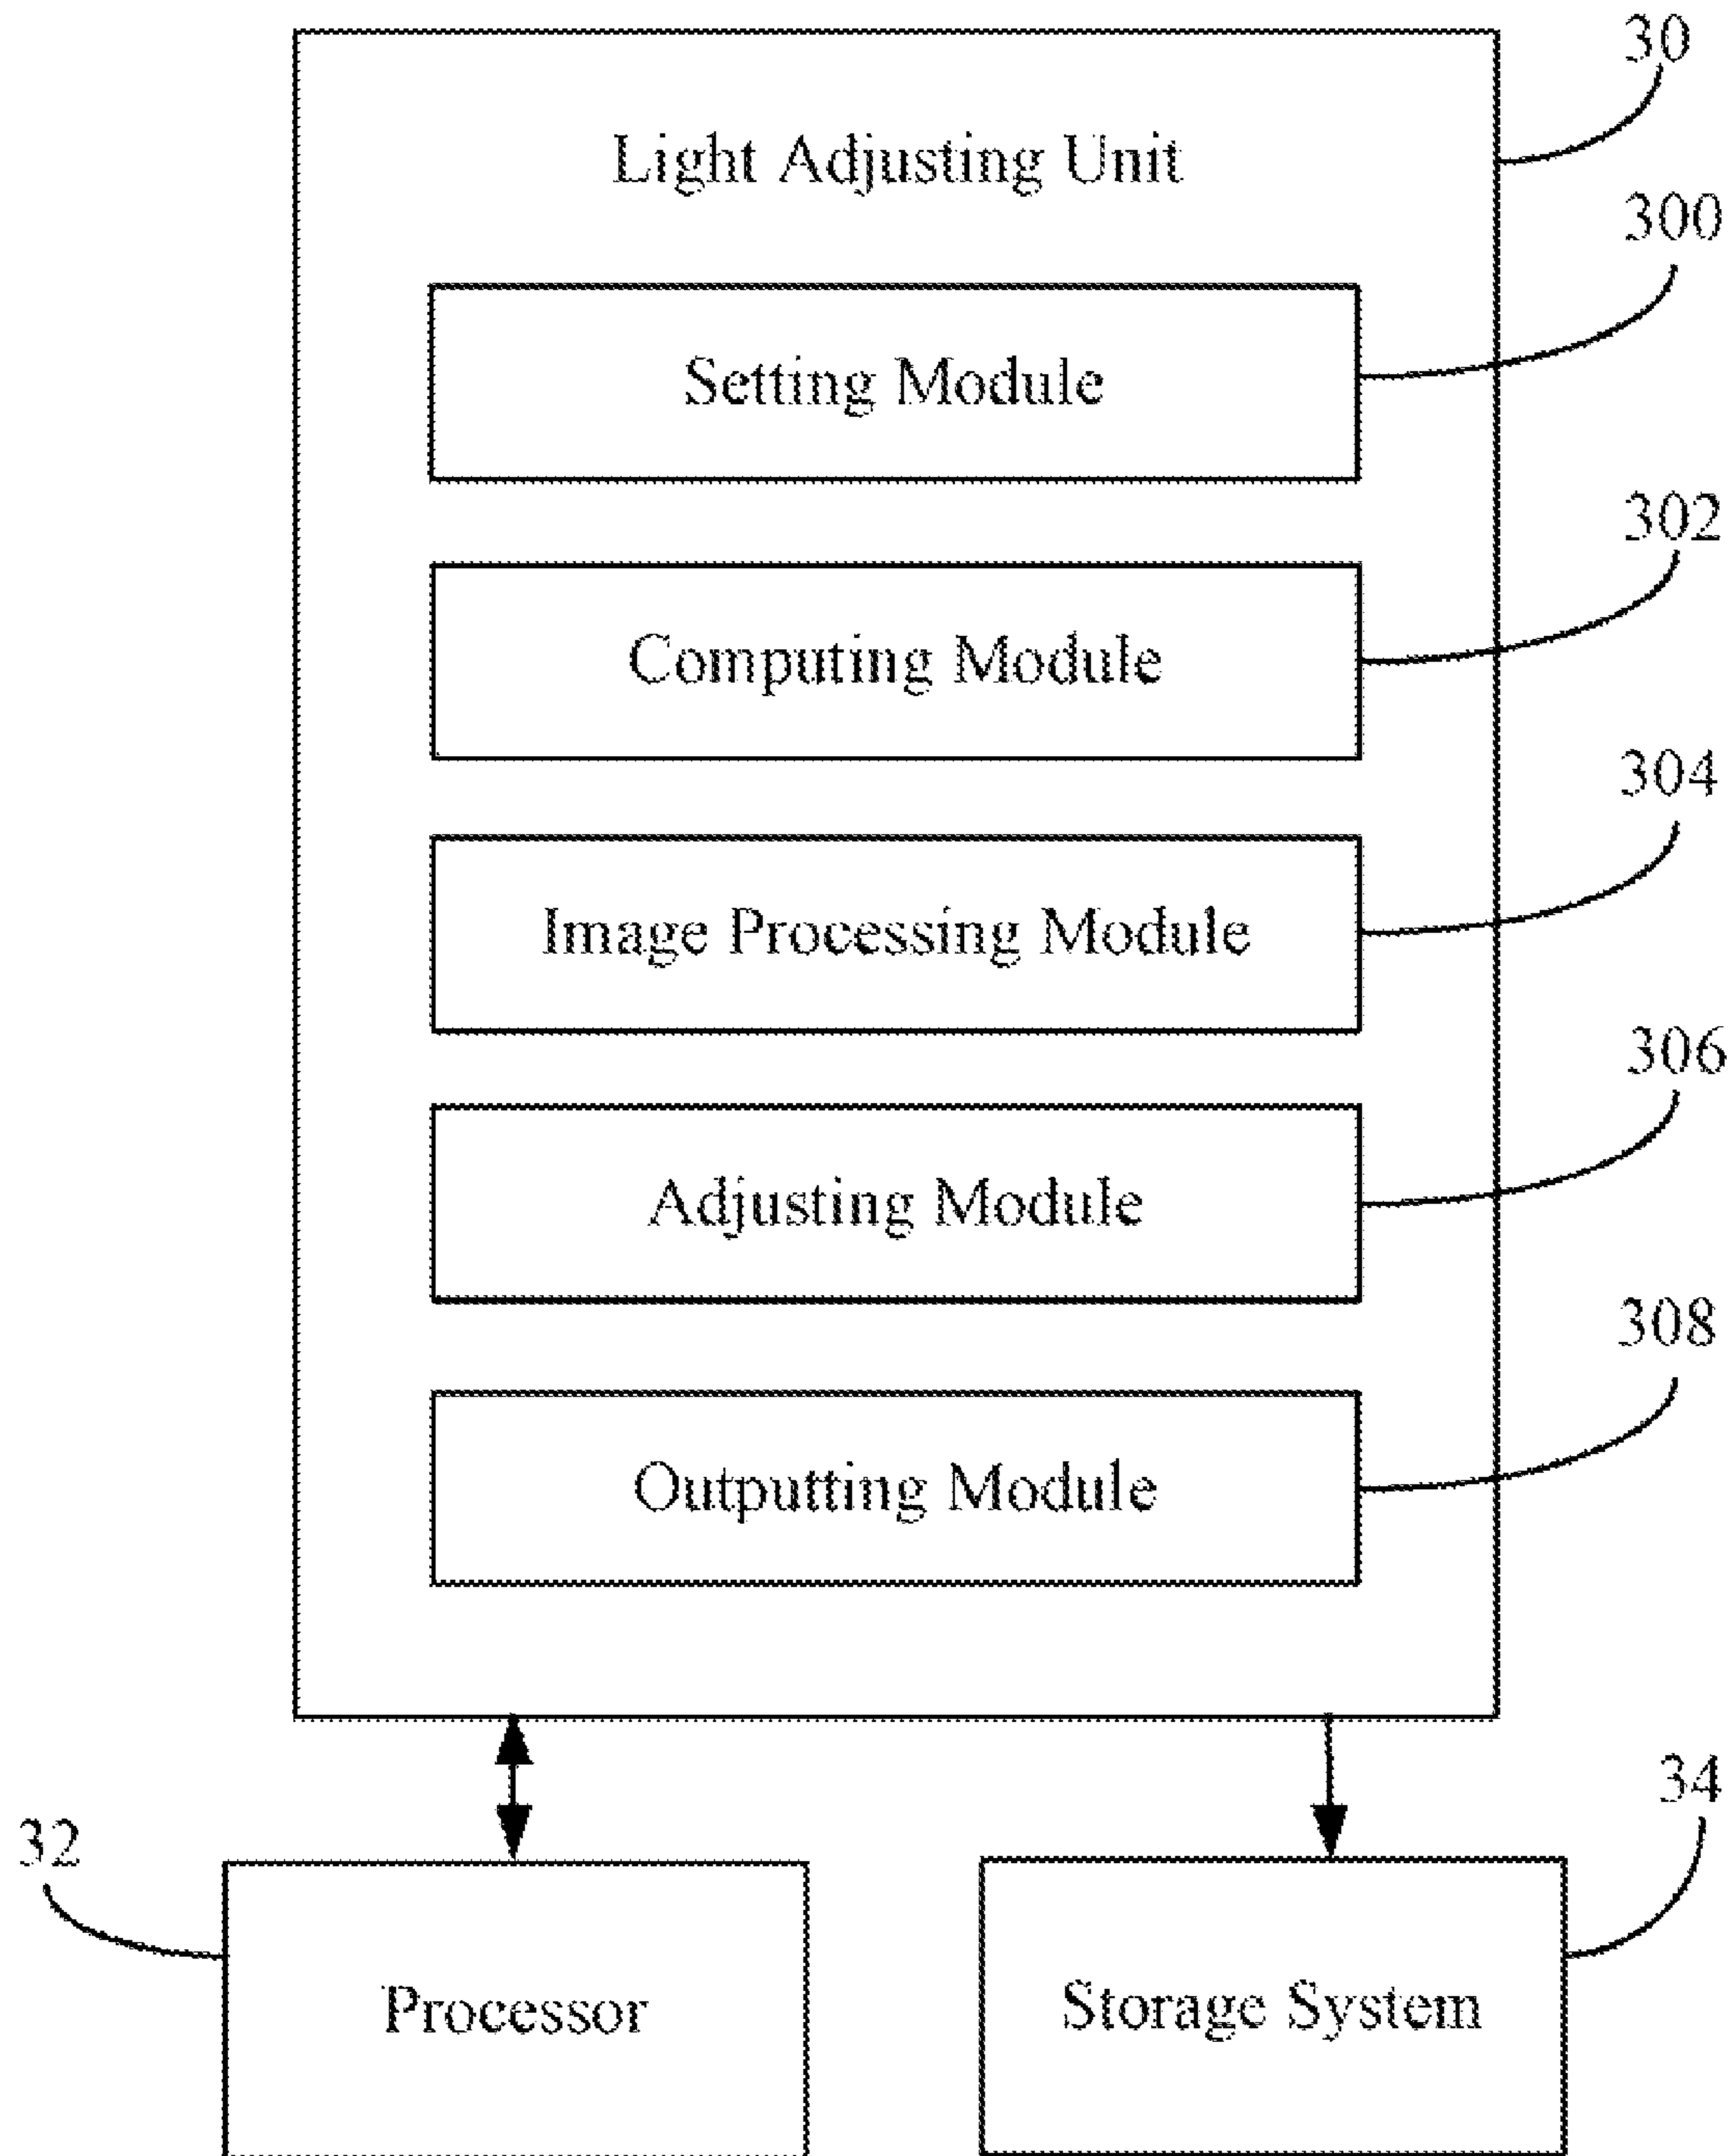 30
Light Adjusting Unit
300
Setting Module
302
Computing Module
304
Image Processing Module
306
Adjusting Module
308
Outputting Module
34
32
Processor
Storage System